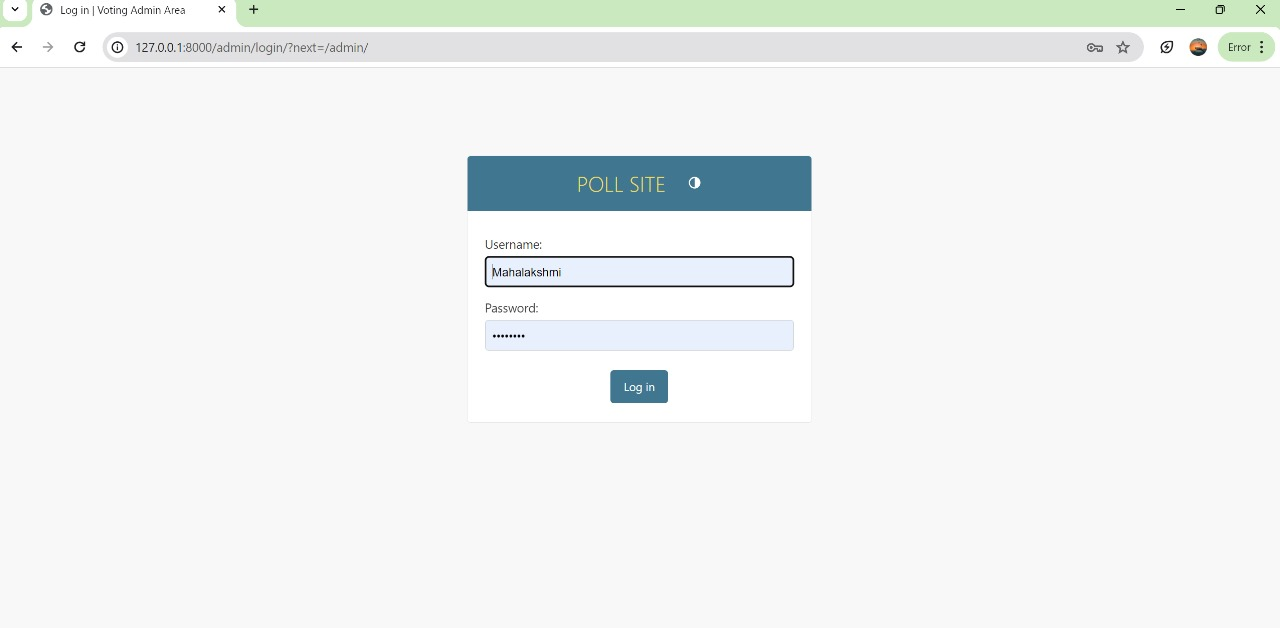 Log in | Voting Admin Area
127.0.0.1:8000/admin/login/?next=/admin/
Error
POLL SITE
Username:
Mahalakshmi
Password:
••••••••
Log in